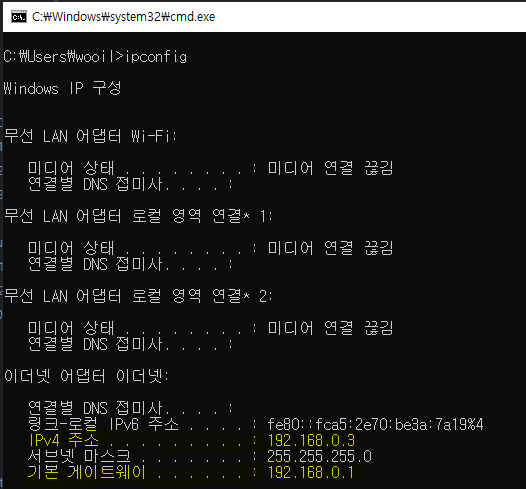 C:\Windows\system32\cmd.exe
C:\Users\wooil>ipconfig
Windows IP 구성
무선 LAN 어댑터 Wi-Fi:
미디어 상태 . . . . . . . . : 미디어 연결 끊김
연결별 DNS 접미사. . . . :
무선 LAN 어댑터 로컬 영역 연결* 1:
미디어 상태 . . . . . . . . : 미디어 연결 끊김
연결별 DNS 접미사. . . . :
무선 LAN 어댑터 로컬 영역 연결* 2:
미디어 상태 . . . . . . . . : 미디어 연결 끊김
연결별 DNS 접미사. . . . :
이더넷 어댑터 이더넷:
연결별 DNS 접미사. . . . :
링크-로컬 IPv6 주소 . . . . : fe80::fca5:2e70:be3a:7a19%4
IPv4 주소 . . . . . . . . . : 192.168.0.3
서브넷 마스크 . . . . . . . : 255.255.255.0
기본 게이트웨이 . . . . . . : 192.168.0.1